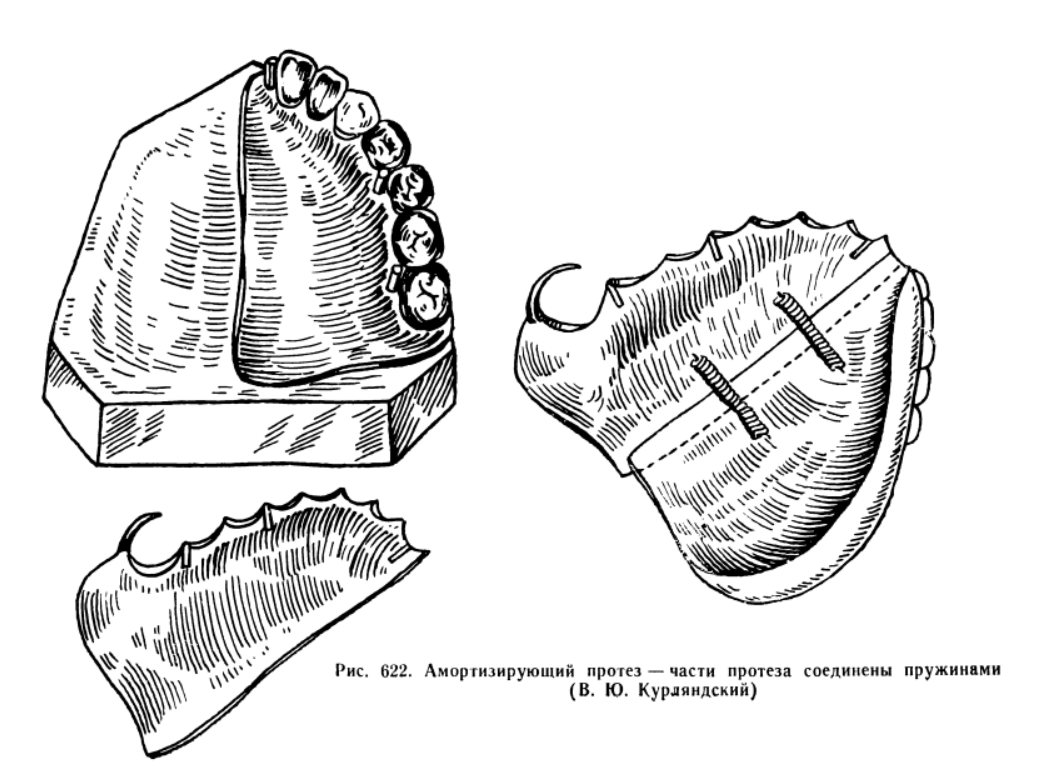 Рис. 622. Амортизирующий протез — части протеза соединены пружинами
(В. Ю. Курляндский)